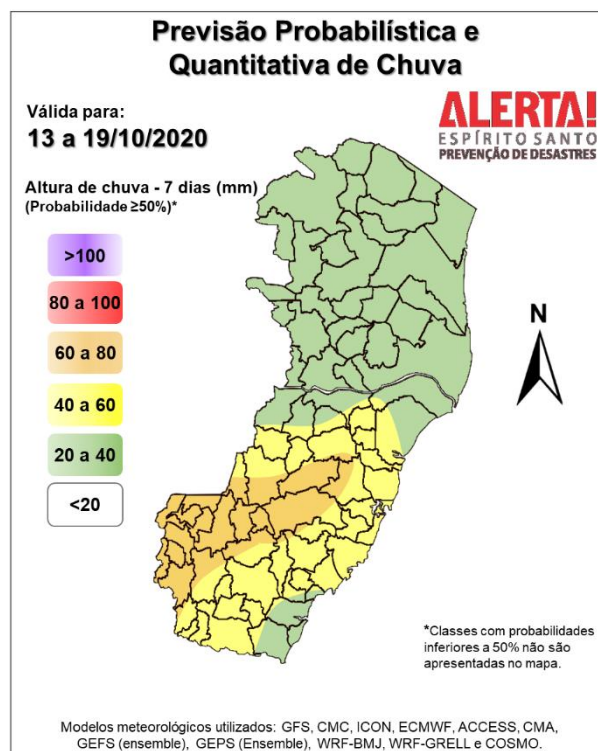 Previsão Probabilística e
Quantitativa de Chuva
Válida para:
13 a 19/10/2020
ALERTA!
ESPÍRITO SANTO
PREVENÇÃO DE DESASTRES
Altura de chuva - 7 dias (mm)
(Probabilidade ≥50%)*
>100
80 a 100
60 a 80
40 a 60
20 a 40
<20
N
*Classes com probabilidades
inferiores a 50% não são
apresentadas no mapa.
Modelos meteorológicos utilizados: GFS, CMC, ICON, ECMWF, ACCESS, CMA,
GEFS (ensemble), GEPS (Ensemble), WRF-BMJ, WRF-GRELL e COSMO.